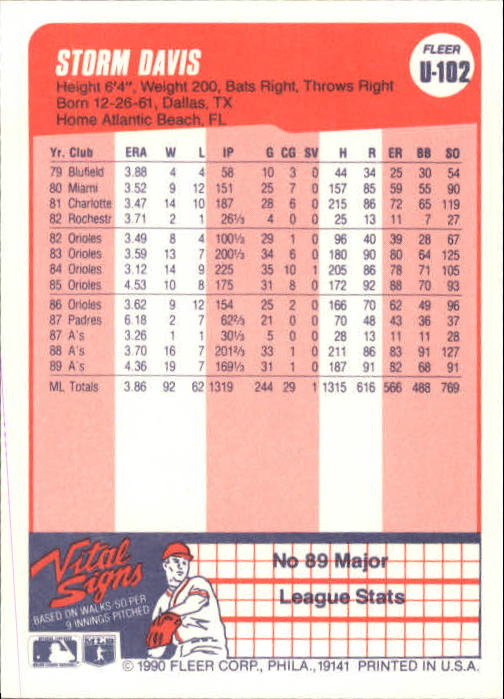 STORM DAVIS
FLEER
U-102
Height 6'4", Weight 200, Bats Right, Throws Right
Born 12-26-61, Dallas, TX
Home Atlantic Beach, FL
Yr. Club ERA W L IP G CG SV H R ER BB SO
79 Blufield 3.88 4 4 58 10 3 0 44 34 25 30 54
80 Miami 3.52 9 12 151 25 7 0 157 85 59 55 90
81 Charlotte 3.47 14 10 187 28 6 0 215 86 72 65 119
82 Rochestr 3.71 2 1 26⅓ 4 0 0 25 13 11 7 27
82 Orioles 3.49 8 4 100⅓ 29 1 0 96 40 39 28 67
83 Orioles 3.59 13 7 200⅓ 34 6 0 180 90 80 64 125
84 Orioles 3.12 14 9 225 35 10 1 205 86 78 71 105
85 Orioles 4.53 10 8 175 31 8 0 172 92 88 70 93
86 Orioles 3.62 9 12 154 25 2 0 166 70 62 49 96
87 Padres 6.18 2 7 62⅔ 21 0 0 70 48 43 36 37
87 A's 3.26 1 1 30⅓ 5 0 0 28 13 11 11 28
88 A's 3.70 16 7 201⅔ 33 1 0 211 86 83 91 127
89 A's 4.36 19 7 169⅓ 31 1 0 187 91 82 68 91
ML Totals 3.86 92 62 1319 244 29 1 1315 616 566 488 769
Vital
Signs
BASED ON WALKS/SO PER
9 INNINGS PITCHED
No 89 Major
League Stats
MLB
© 1990 FLEER CORP., PHILA., 19141 PRINTED IN U.S.A.